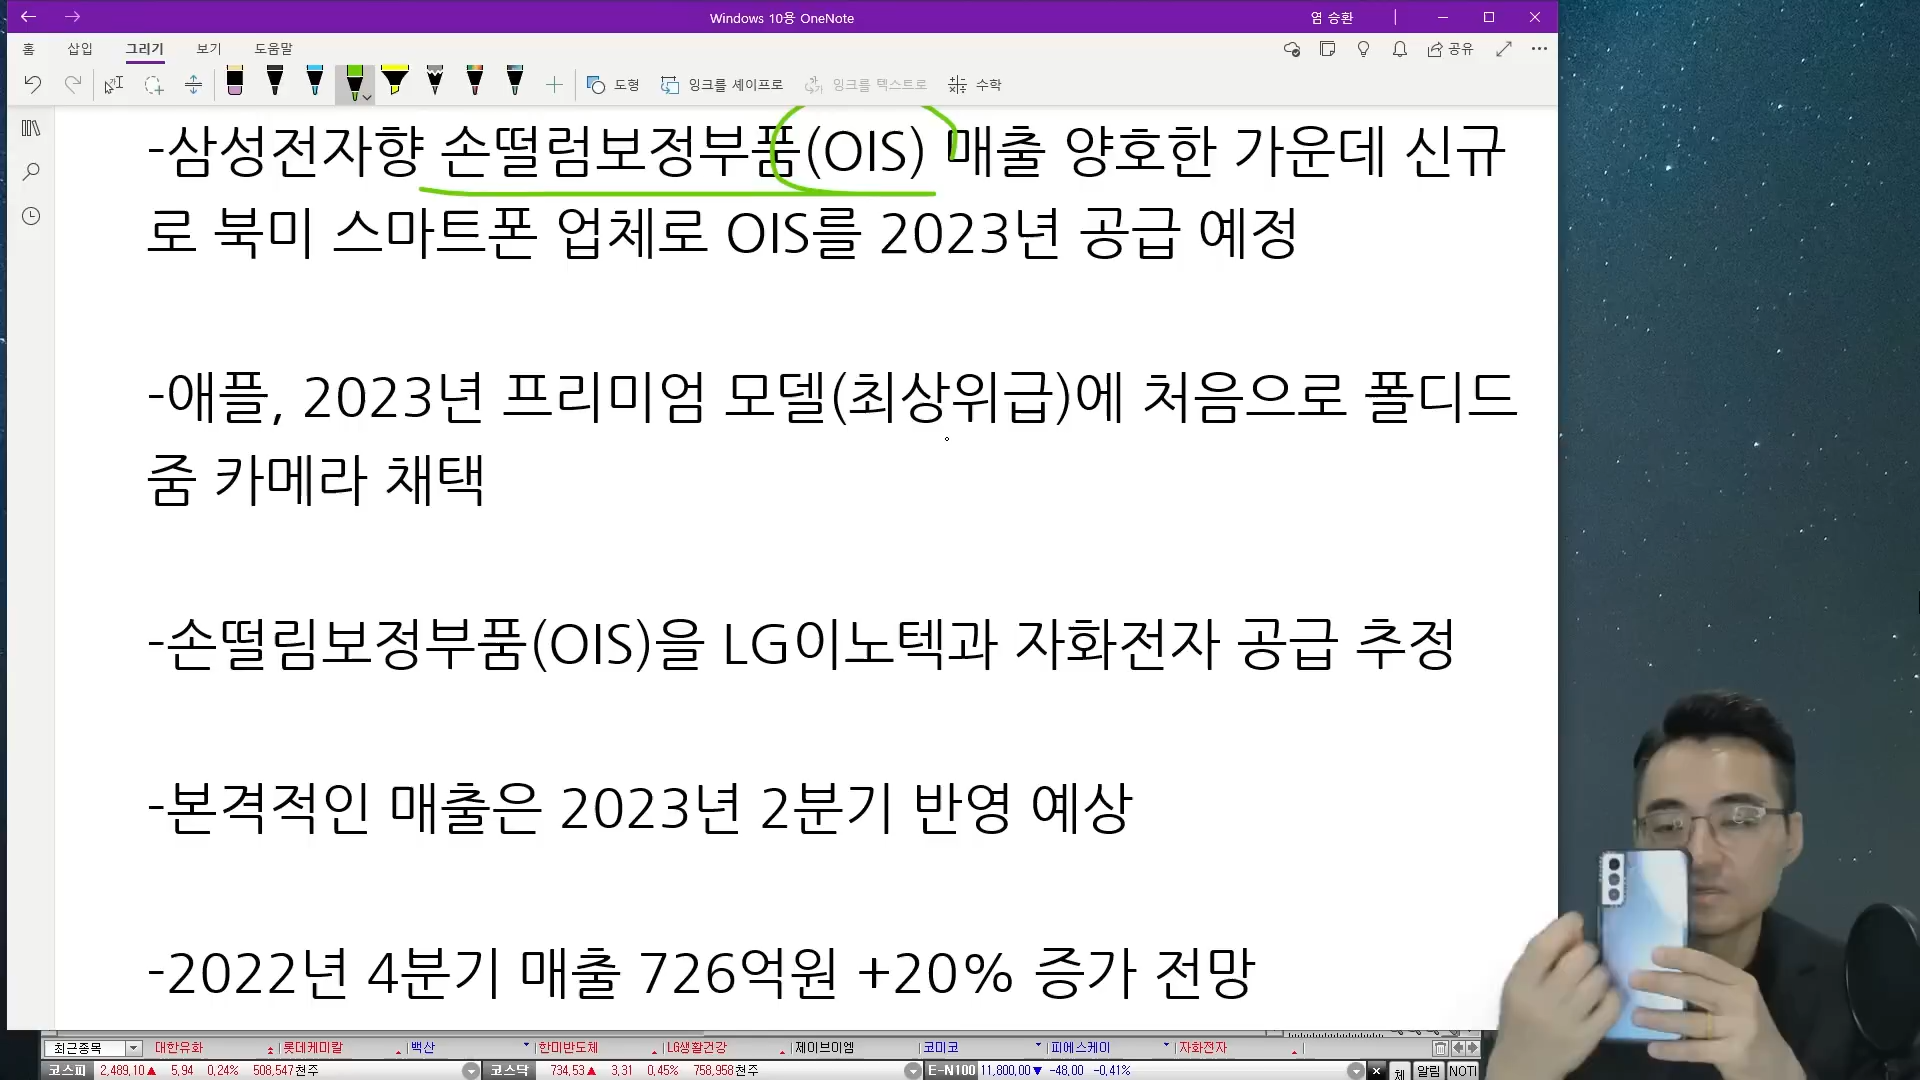 Windows 10용 OneNote
염 승환
홈 삽입 그리기 보기 도움말
공유
도형 잉크를 셰이프로 잉크를 텍스트로 수학
-삼성전자향 손떨럼보정부품(OIS) 매출 양호한 가운데 신규
로 북미 스마트폰 업체로 OIS를 2023년 공급 예정
-애플, 2023년 프리미엄 모델(최상위급)에 처음으로 폴디드
줌 카메라 채택
-손떨림보정부품(OIS)을 LG이노텍과 자화전자 공급 추정
-본격적인 매출은 2023년 2분기 반영 예상
-2022년 4분기 매출 726억원 +20% 증가 전망
최근종목 대한유화 롯데케미칼 백산 한미반도체 LG생활건강 제이브이엠 코미코 피에스케이 자화전자
코스피 2,489,10▲ 5,94 0,24% 508,547천주 코스닥 734,53▲ 3,31 0,45% 758,958천주 E-N100 11,800,00▼ -48,00 -0,41% 체 알림 NOTI